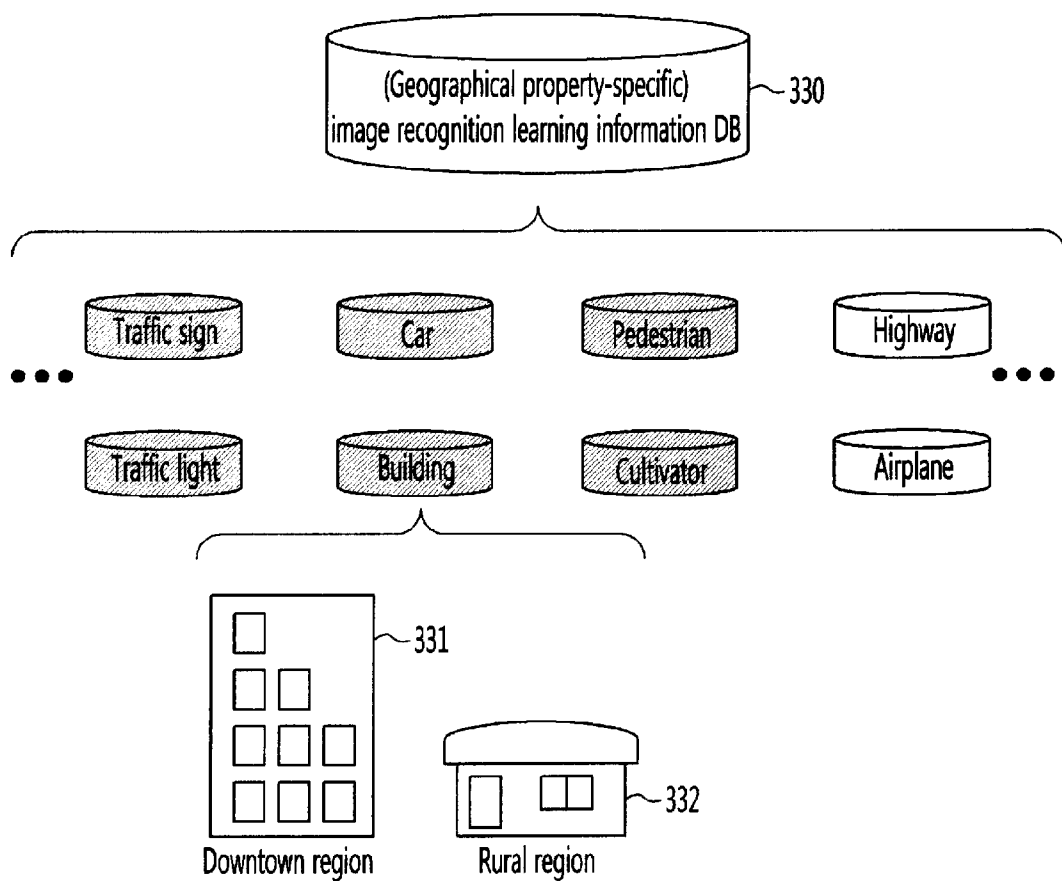 (Geographical property-specific)
image recognition learning information DB
330
Traffic sign
Car
Pedestrian
Highway
Traffic light
Building
Cultivator
Airplane
331
332
Downtown region
Rural region